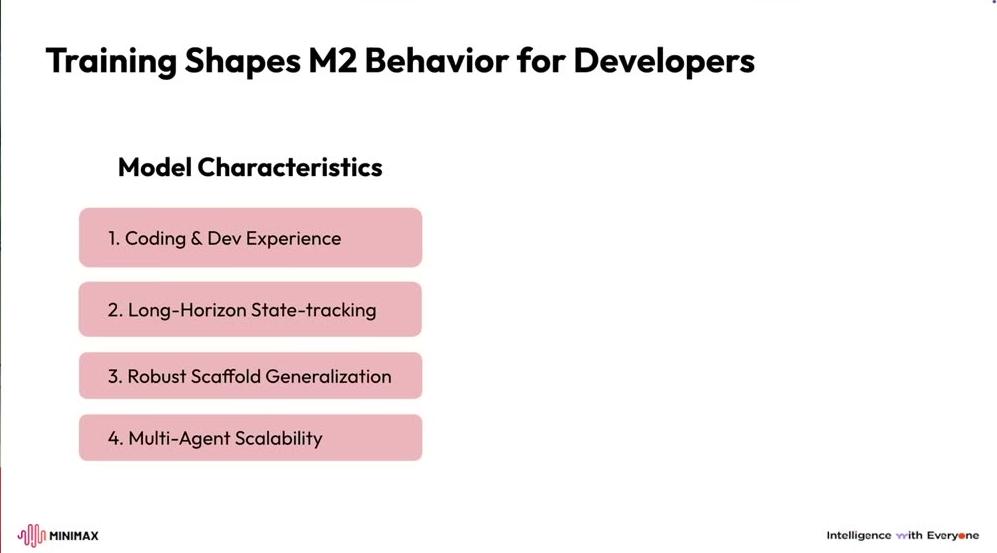 Training Shapes M2 Behavior for Developers
Model Characteristics
1. Coding & Dev Experience
2. Long-Horizon State-tracking
3. Robust Scaffold Generalization
4. Multi-Agent Scalability
MINIMAX
Intelligence with Everyone